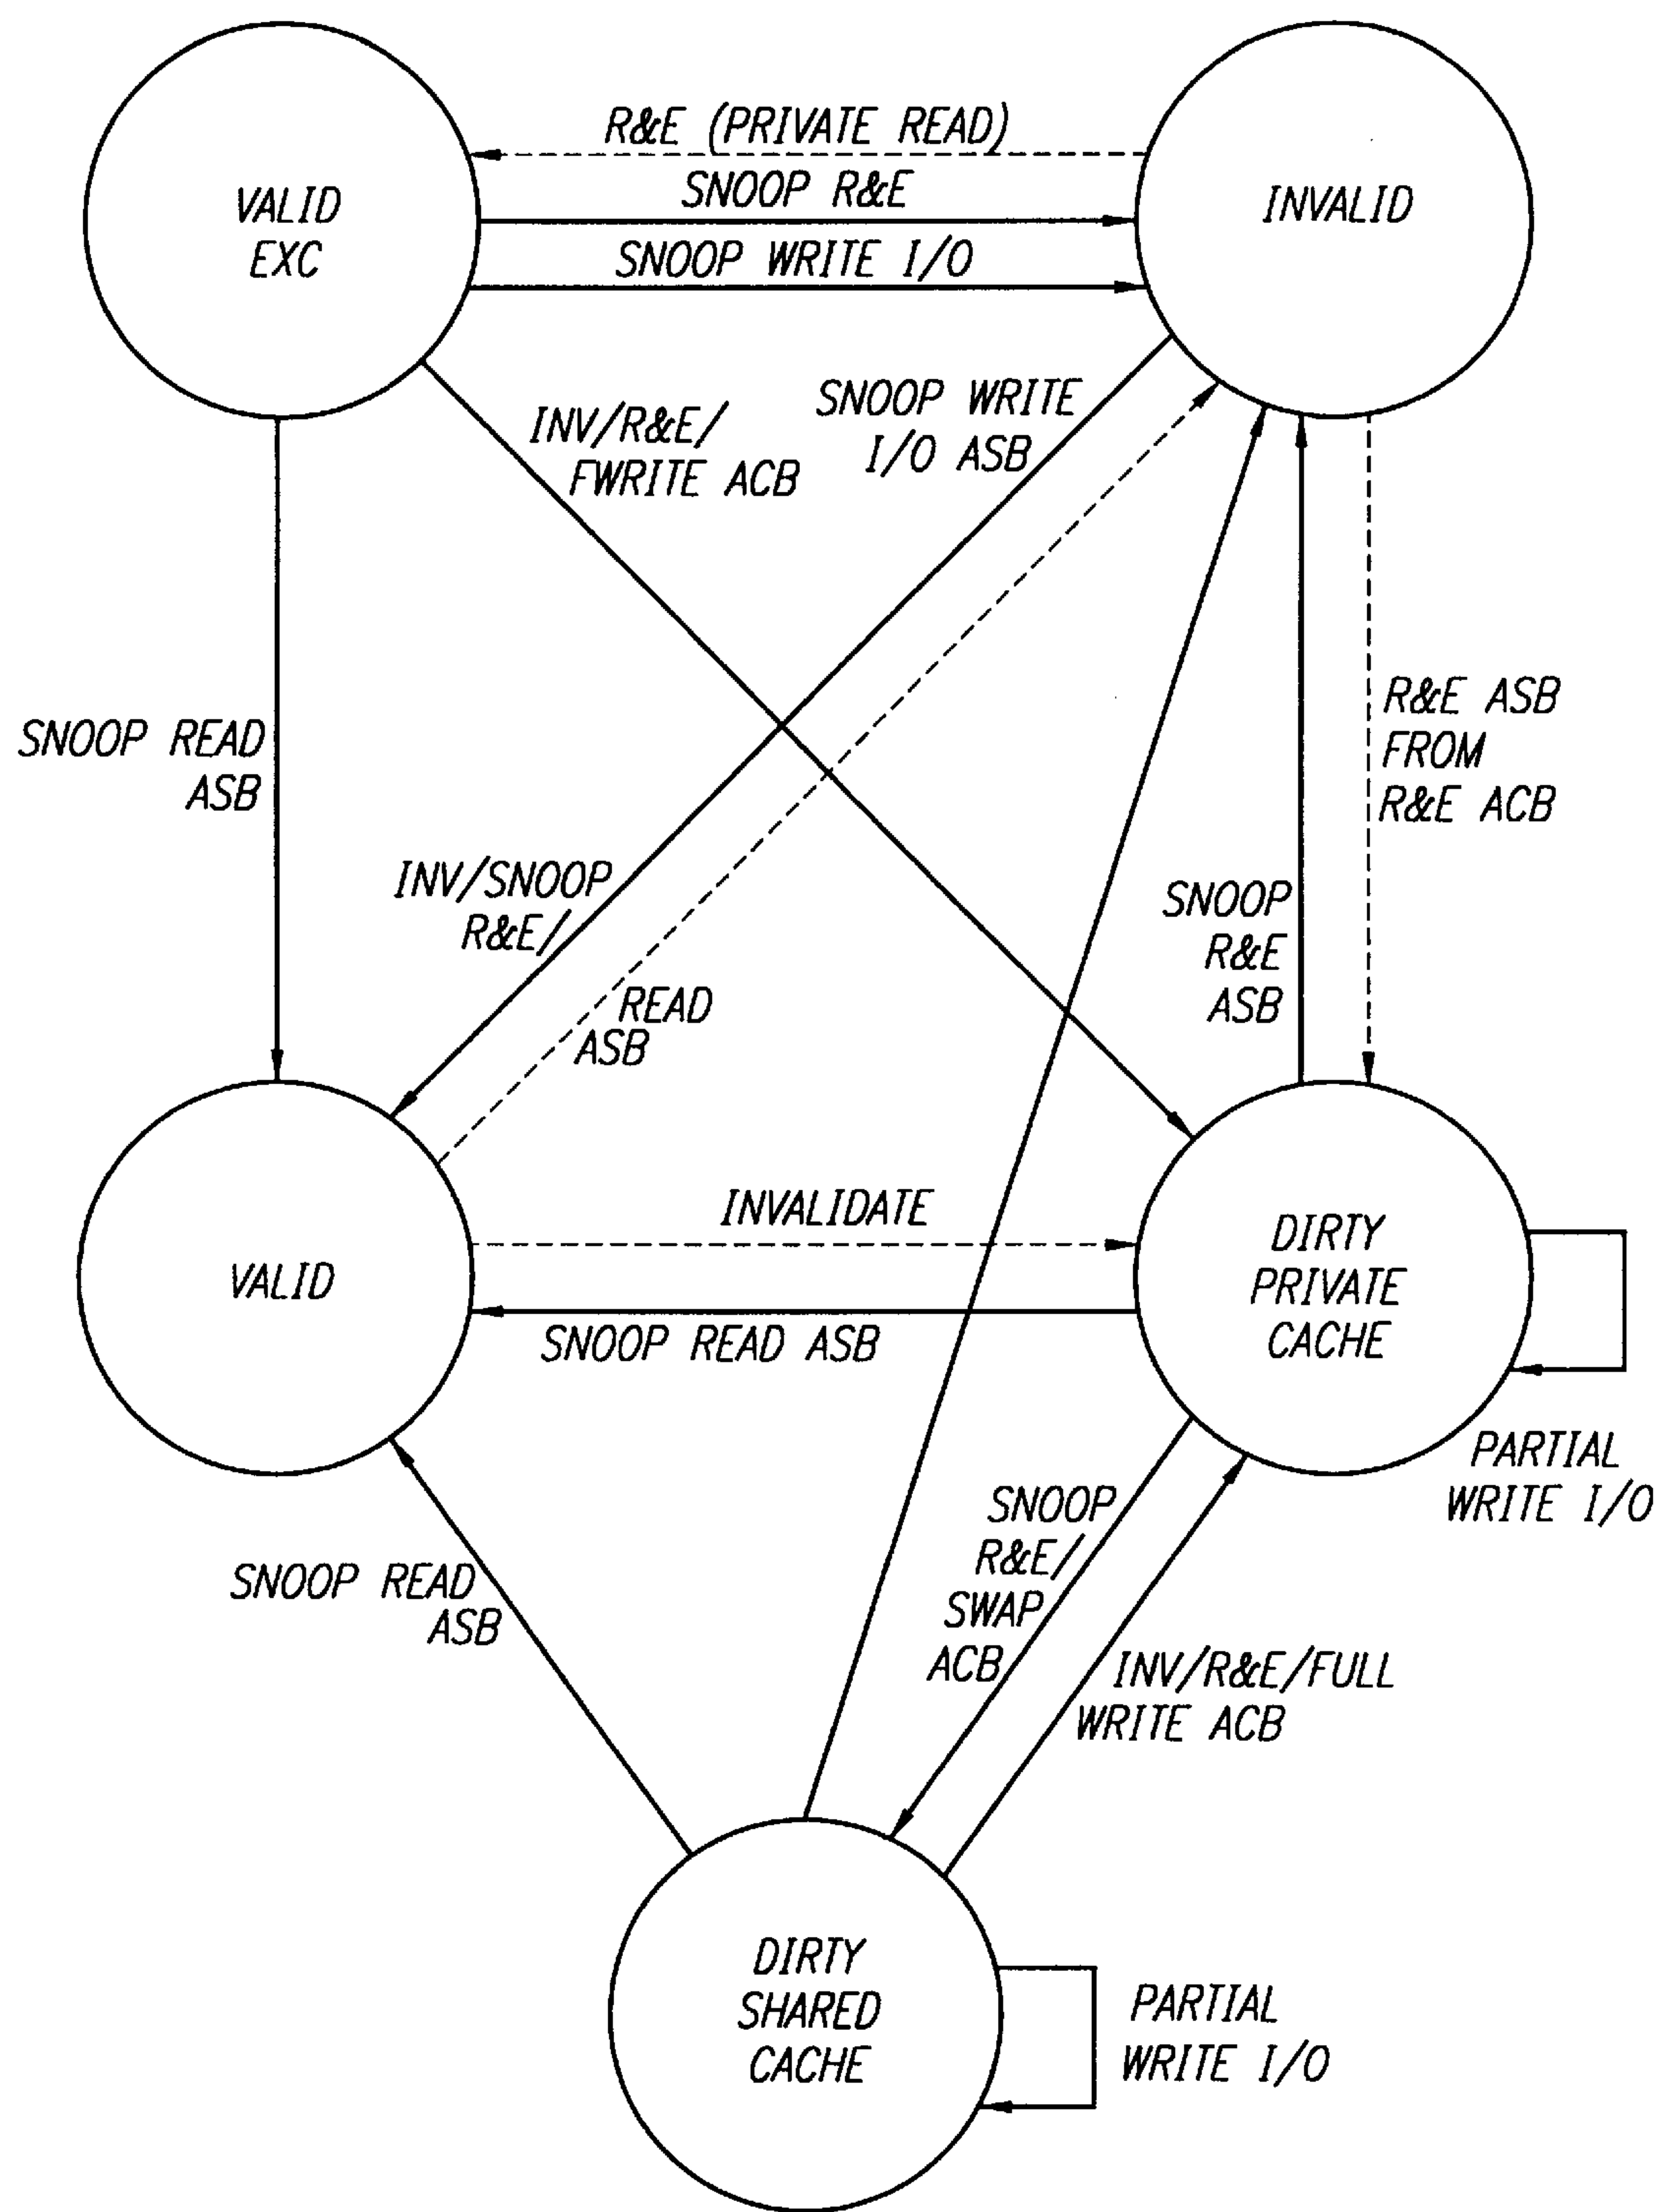 R&E (PRIVATE READ)
VALID
EXC
SNOOP R&E
INVALID
SNOOP WRITE I/O
INV/R&E/
FWRITE ACB
SNOOP WRITE
I/O ASB
SNOOP READ
ASB
R&E ASB
FROM
R&E ACB
INV/SNOOP
R&E/
SNOOP
R&E
ASB
READ
ASB
INVALIDATE
VALID
DIRTY
PRIVATE
CACHE
SNOOP READ ASB
PARTIAL
WRITE I/O
SNOOP
R&E/
SWAP
ACB
SNOOP READ
ASB
INV/R&E/FULL
WRITE ACB
DIRTY
SHARED
CACHE
PARTIAL
WRITE I/O